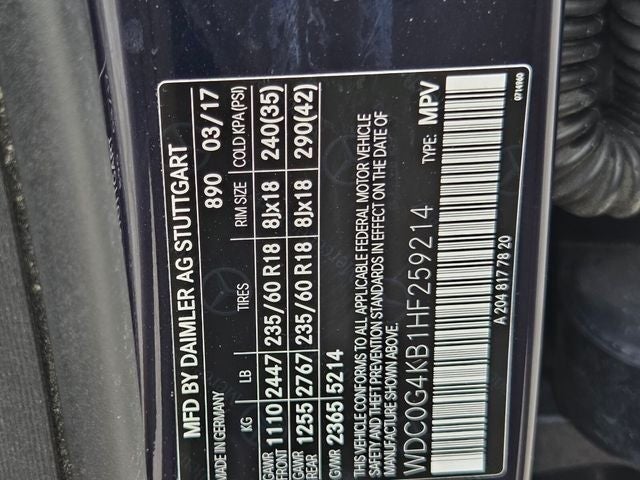 MFD BY DAIMLER AG STUTTGART
MADE IN GERMANY 890 03/17
KG LB TIRES RIM SIZE COLD KPA(PSI)
GAWR FRONT 1110 2447 235/60 R18 8Jx18 240(35)
GAWR REAR 1255 2767 235/60 R18 8Jx18 290(42)
GVWR 2365 5214
THIS VEHICLE CONFORMS TO ALL APPLICABLE FEDERAL MOTOR VEHICLE
SAFETY AND THEFT PREVENTION STANDARDS IN EFFECT ON THE DATE OF
MANUFACTURE SHOWN ABOVE.
WDC0G4KB1HF259214 TYPE: MPV
A 204 817 78 20